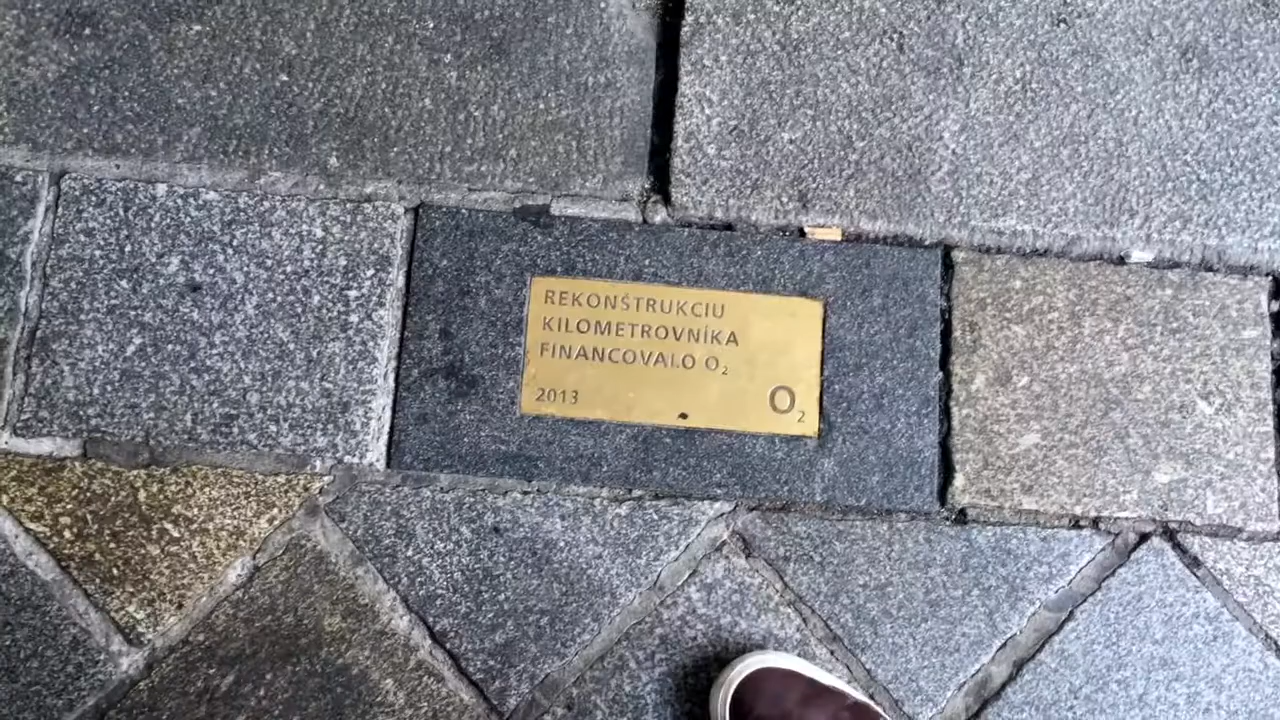 REKONŠTRUKCIU
KILOMETROVNÍKA
FINANCOVALO O₂
2013
O₂